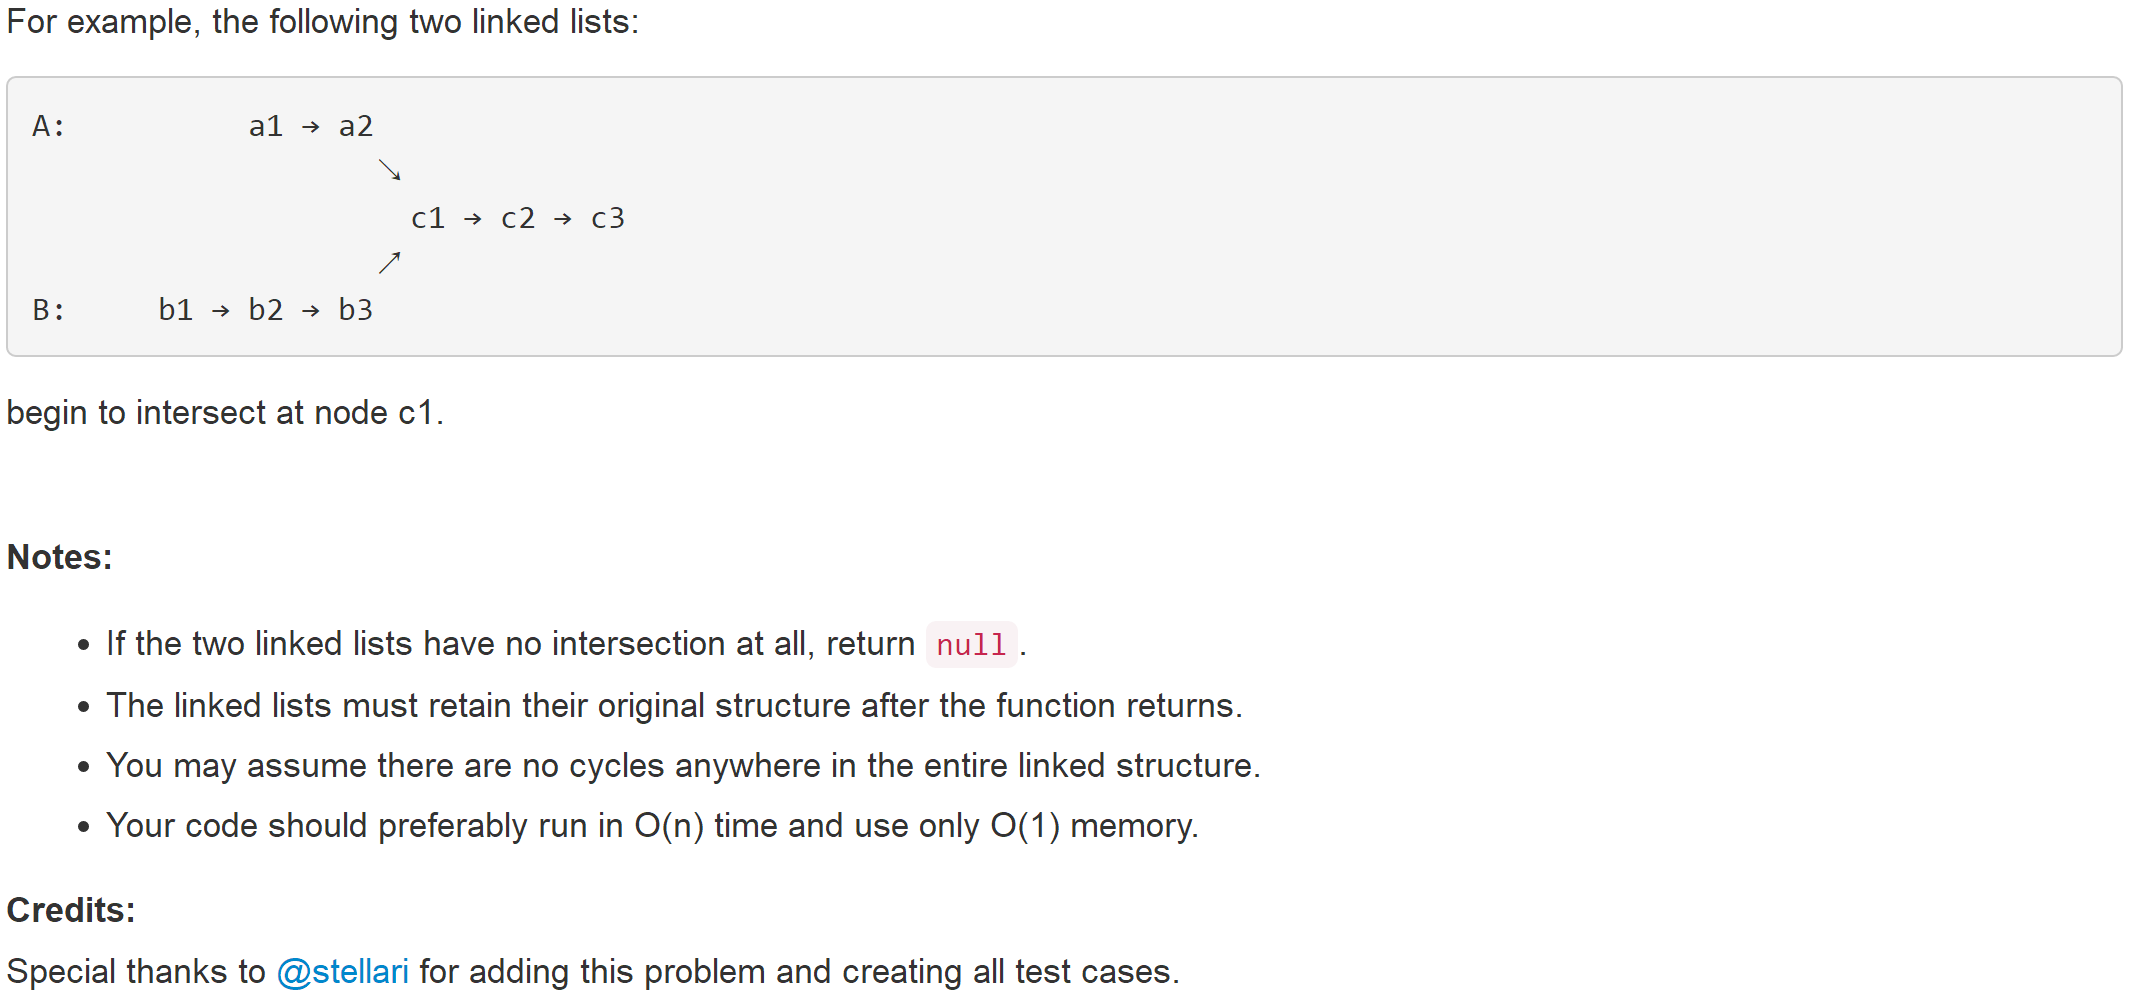 For example, the following two linked lists:
A:          a1 → a2
                   ↘
                     c1 → c2 → c3
                   ↗
B:     b1 → b2 → b3
begin to intersect at node c1.
Notes:
• If the two linked lists have no intersection at all, return null.
• The linked lists must retain their original structure after the function returns.
• You may assume there are no cycles anywhere in the entire linked structure.
• Your code should preferably run in O(n) time and use only O(1) memory.
Credits:
Special thanks to @stellari for adding this problem and creating all test cases.